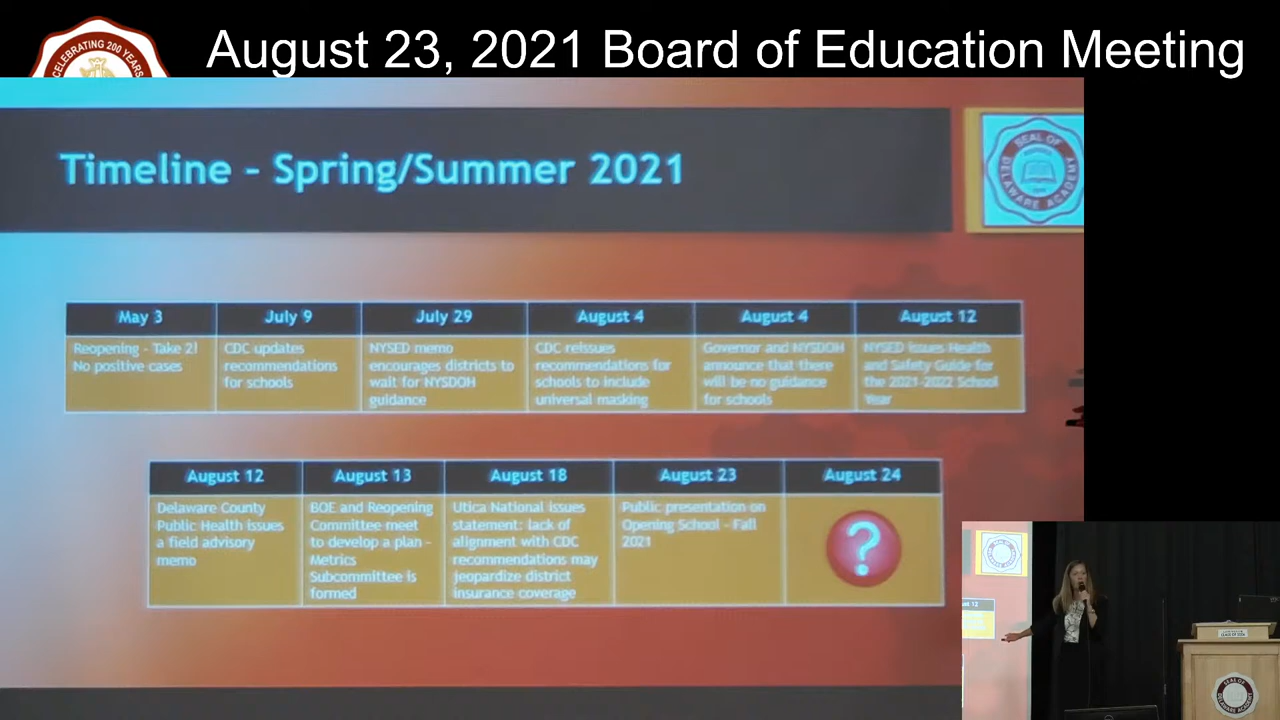 CELEBRATING 200 YEARS
August 23, 2021 Board of Education Meeting
Timeline – Spring/Summer 2021
SEAL OF
DELAWARE ACADEMY
May 3
Reopening - Take 2!
No positive cases
July 9
CDC updates
recommendations
for schools
July 29
NYSED memo
encourages districts to
wait for NYSDOH
guidance
August 4
CDC reissues
recommendations for
schools to include
universal masking
August 4
Governor and NYSDOH
announce that there
will be no guidance
for schools
August 12
NYSED issues Health
and Safety Guide for
the 2021-2022 School
Year
August 12
Delaware County
Public Health issues
a field advisory
memo
August 13
BOE and Reopening
Committee meet
to develop a plan –
Metrics
Subcommittee is
formed
August 18
Utica National issues
statement: lack of
alignment with CDC
recommendations may
jeopardize district
insurance coverage
August 23
Public presentation on
Opening School - Fall
2021
August 24
?
SEAL OF
DELAWARE ACADEMY